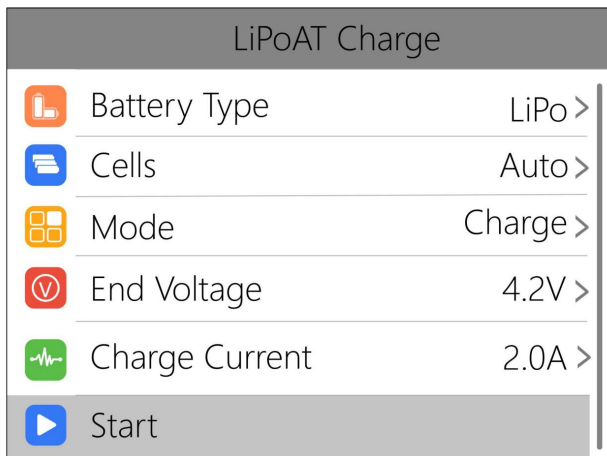 LiPoAT Charge
Battery Type LiPo >
Cells Auto >
Mode Charge >
End Voltage 4.2V >
Charge Current 2.0A >
Start